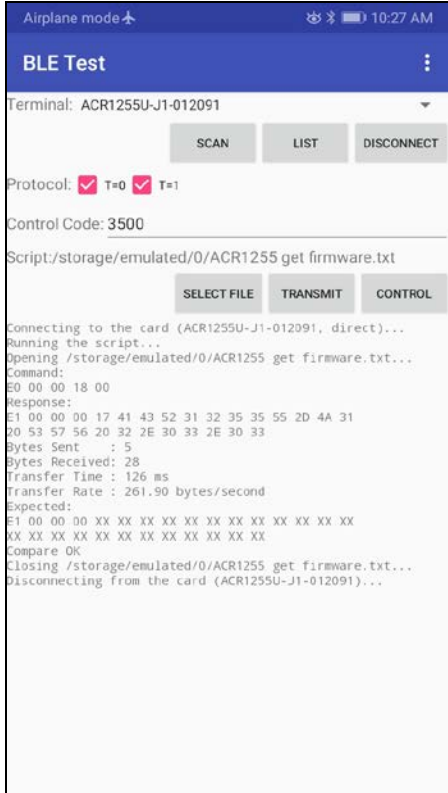 Airplane mode 10:27 AM
BLE Test
Terminal: ACR1255U-J1-012091
SCAN LIST DISCONNECT
Protocol: T=0 T=1
Control Code: 3500
Script:/storage/emulated/0/ACR1255 get firmware.txt
SELECT FILE TRANSMIT CONTROL
Connecting to the card (ACR1255U-J1-012091, direct)...
Running the script...
Opening /storage/emulated/0/ACR1255 get firmware.txt...
Command:
E0 00 00 18 00
Response:
E1 00 00 00 17 41 43 52 31 32 35 35 55 2D 4A 31
20 53 57 56 20 32 2E 30 33 2E 30 33
Bytes Sent : 5
Bytes Received: 28
Transfer Time : 126 ms
Transfer Rate : 261.90 bytes/second
Expected:
E1 00 00 00 XX XX XX XX XX XX XX XX XX XX XX XX
XX XX XX XX XX XX XX XX XX XX XX XX
Compare OK
Closing /storage/emulated/0/ACR1255 get firmware.txt...
Disconnecting from the card (ACR1255U-J1-012091)...